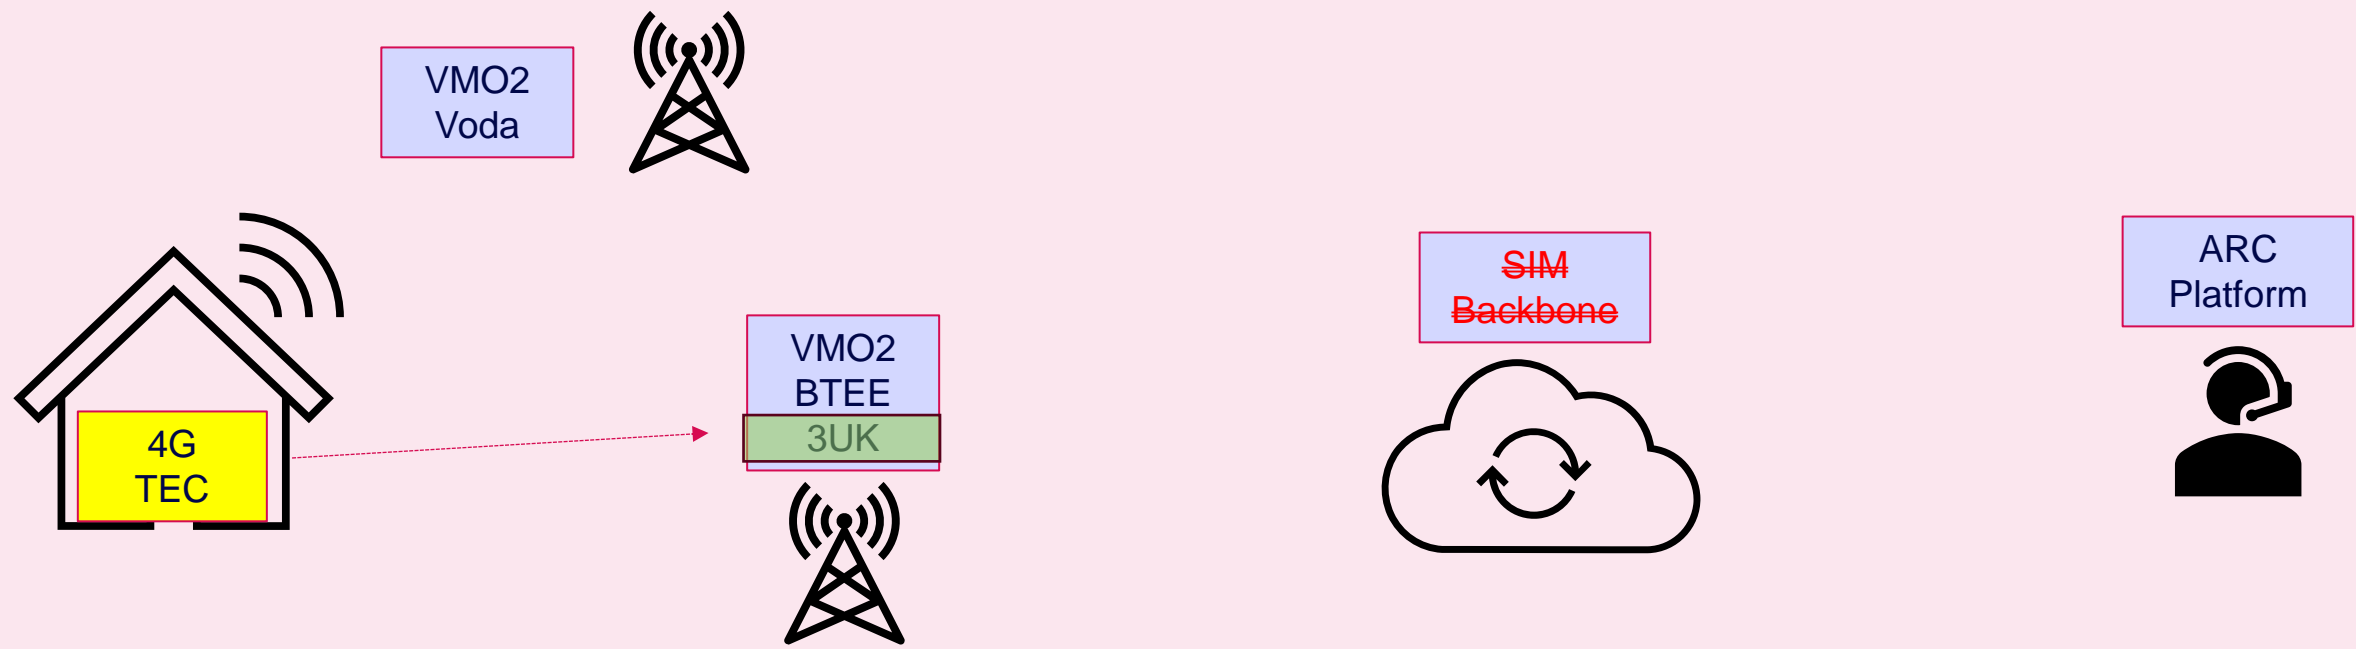 VMO2
Voda
4G
TEC
VMO2
BTEE
3UK
SIM
Backbone
ARC
Platform